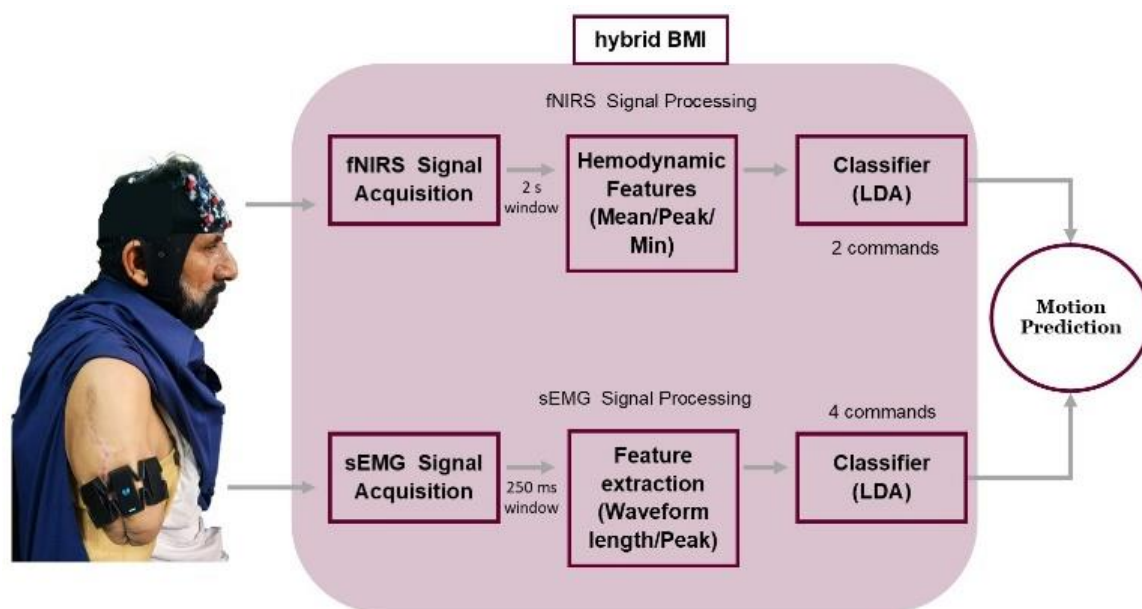 hybrid BMI
fNIRS Signal Processing
fNIRS Signal
Acquisition
2 s
window
Hemodynamic
Features
(Mean/Peak/
Min)
Classifier
(LDA)
2 commands
Motion
Prediction
sEMG Signal Processing
4 commands
sEMG Signal
Acquisition
250 ms
window
Feature
extraction
(Waveform
length/Peak)
Classifier
(LDA)